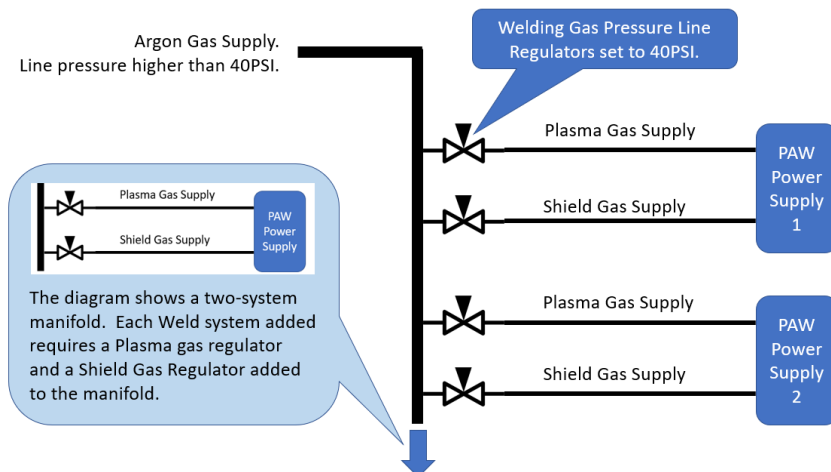 Argon Gas Supply.
Line pressure higher than 40PSI.
Welding Gas Pressure Line
Regulators set to 40PSI.
Plasma Gas Supply
Shield Gas Supply
PAW
Power
Supply
1
Plasma Gas Supply
Shield Gas Supply
PAW
Power
Supply
2
Plasma Gas Supply
Shield Gas Supply
PAW
Power
Supply
The diagram shows a two-system
manifold.  Each Weld system added
requires a Plasma gas regulator
and a Shield Gas Regulator added
to the manifold.